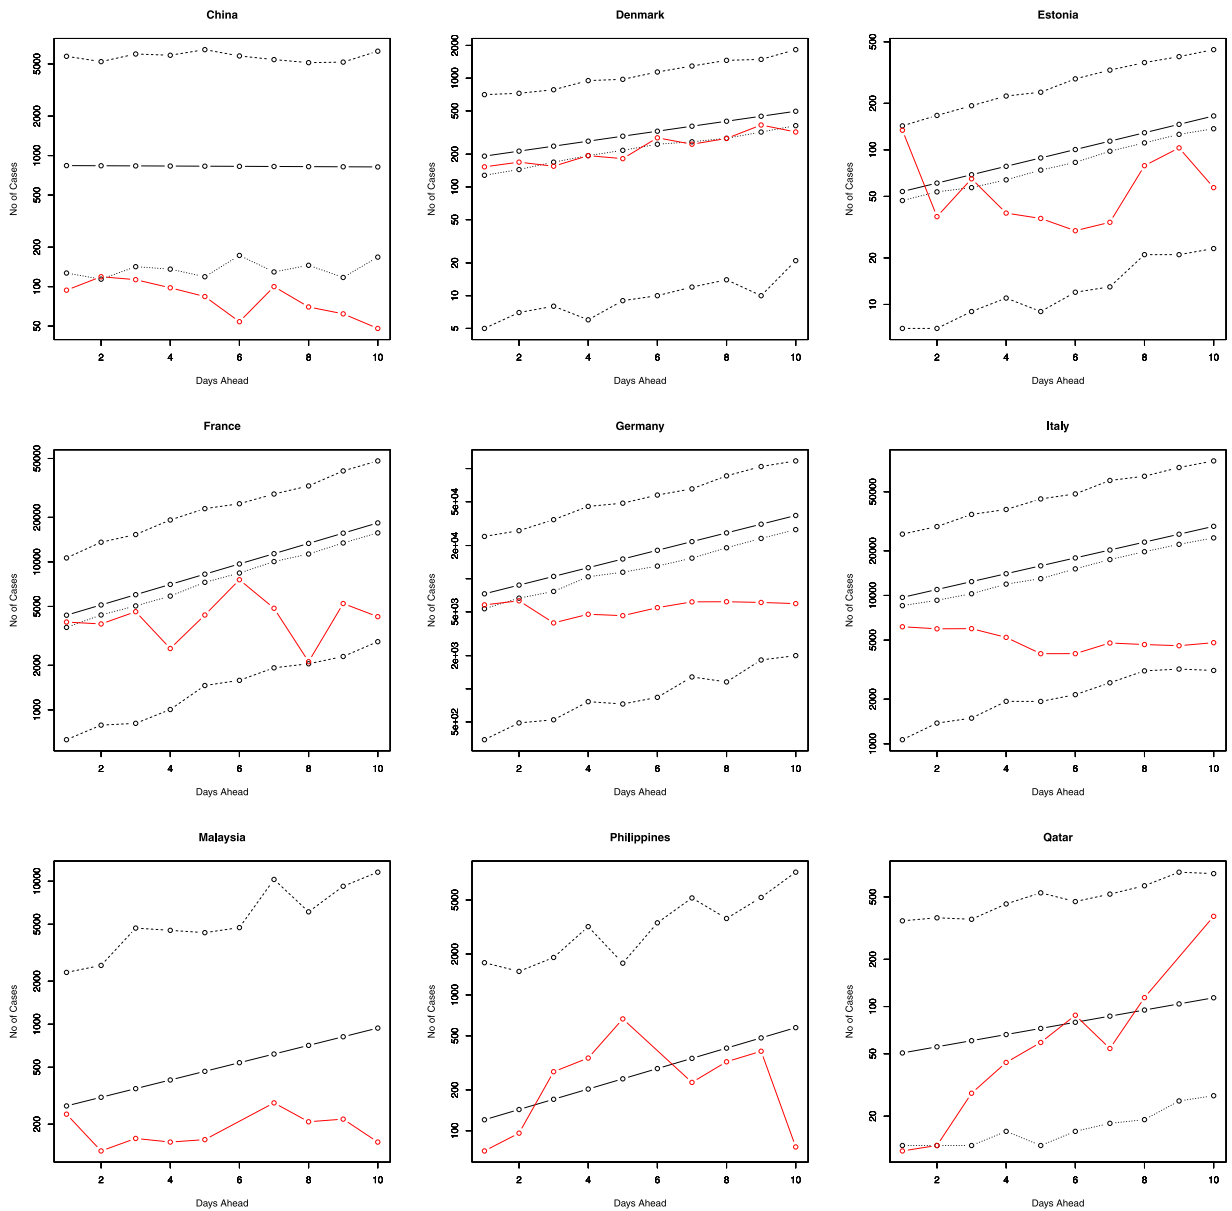 China
No of Cases
5000
2000
1000
500
200
100
50
2 4 6 8 10
Days Ahead
Denmark
No of Cases
2000
1000
500
200
100
50
20
10
5
2 4 6 8 10
Days Ahead
Estonia
No of Cases
500
200
100
50
20
10
2 4 6 8 10
Days Ahead
France
No of Cases
50000
20000
10000
5000
2000
1000
2 4 6 8 10
Days Ahead
Germany
No of Cases
5e+04
2e+04
5e+03
2e+03
5e+02
2 4 6 8 10
Days Ahead
Italy
No of Cases
50000
20000
10000
5000
2000
1000
2 4 6 8 10
Days Ahead
Malaysia
No of Cases
10000
5000
2000
1000
500
200
2 4 6 8 10
Days Ahead
Philippines
No of Cases
5000
2000
1000
500
200
100
2 4 6 8 10
Days Ahead
Qatar
No of Cases
500
200
100
50
20
2 4 6 8 10
Days Ahead